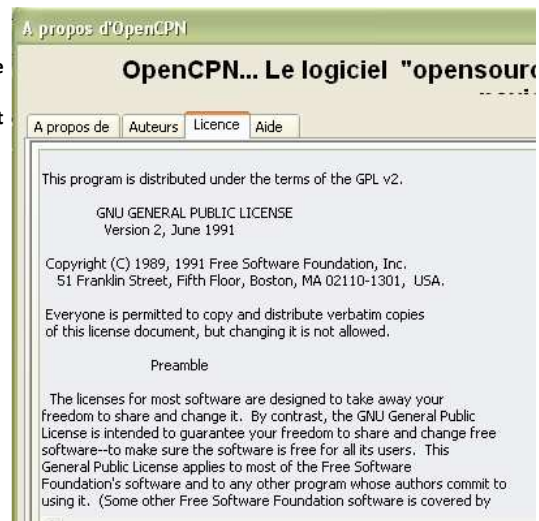 A propos d'OpenCPN
e
OpenCPN... Le logiciel "opensourc
t
A propos de Auteurs Licence Aide
This program is distributed under the terms of the GPL v2.
GNU GENERAL PUBLIC LICENSE
Version 2, June 1991
Copyright (C) 1989, 1991 Free Software Foundation, Inc.
51 Franklin Street, Fifth Floor, Boston, MA 02110-1301, USA.
Everyone is permitted to copy and distribute verbatim copies
of this license document, but changing it is not allowed.
Preamble
The licenses for most software are designed to take away your
freedom to share and change it. By contrast, the GNU General Public
License is intended to guarantee your freedom to share and change free
software--to make sure the software is free for all its users. This
General Public License applies to most of the Free Software
Foundation's software and to any other program whose authors commit to
using it. (Some other Free Software Foundation software is covered by